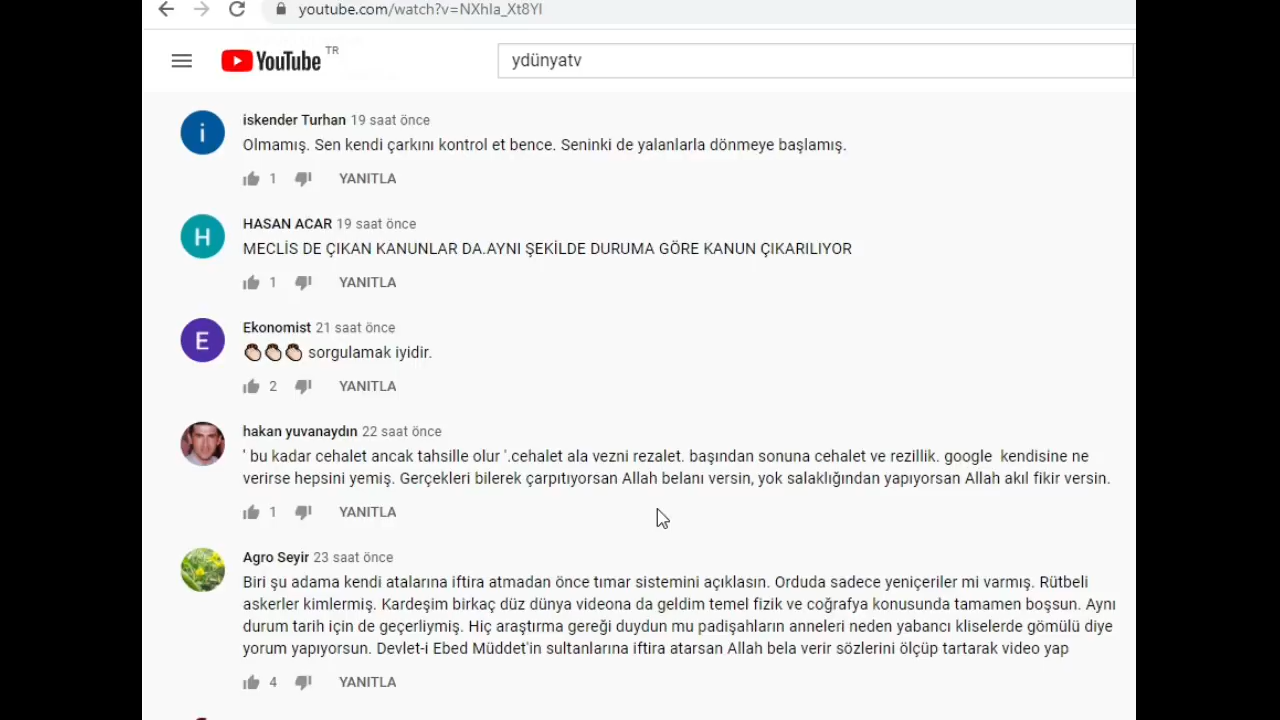 youtube.com/watch?v=NXhla_Xt8YI
YouTube TR
ydünyatv
i
iskender Turhan 19 saat önce
Olmamış. Sen kendi çarkını kontrol et bence. Seninki de yalanlarla dönmeye başlamış.
1 YANITLA
H
HASAN ACAR 19 saat önce
MECLİS DE ÇIKAN KANUNLAR DA.AYNI ŞEKİLDE DURUMA GÖRE KANUN ÇIKARILIYOR
1 YANITLA
E
Ekonomist 21 saat önce
👏🏻👏🏻👏🏻 sorgulamak iyidir.
2 YANITLA
hakan yuvanaydın 22 saat önce
' bu kadar cehalet ancak tahsille olur '.cehalet ala vezni rezalet. başından sonuna cehalet ve rezillik. google kendisine ne
verirse hepsini yemiş. Gerçekleri bilerek çarpıtıyorsan Allah belanı versin, yok salaklığından yapıyorsan Allah akıl fikir versin.
1 YANITLA
Agro Seyir 23 saat önce
Biri şu adama kendi atalarına iftira atmadan önce tımar sistemini açıklasın. Orduda sadece yeniçeriler mi varmış. Rütbeli
askerler kimlermiş. Kardeşim birkaç düz dünya videona da geldim temel fizik ve coğrafya konusunda tamamen boşsun. Aynı
durum tarih için de geçerliymiş. Hiç araştırma gereği duydun mu padişahların anneleri neden yabancı kliselerde gömülü diye
yorum yapıyorsun. Devlet-i Ebed Müddet'in sultanlarına iftira atarsan Allah bela verir sözlerini ölçüp tartarak video yap
4 YANITLA